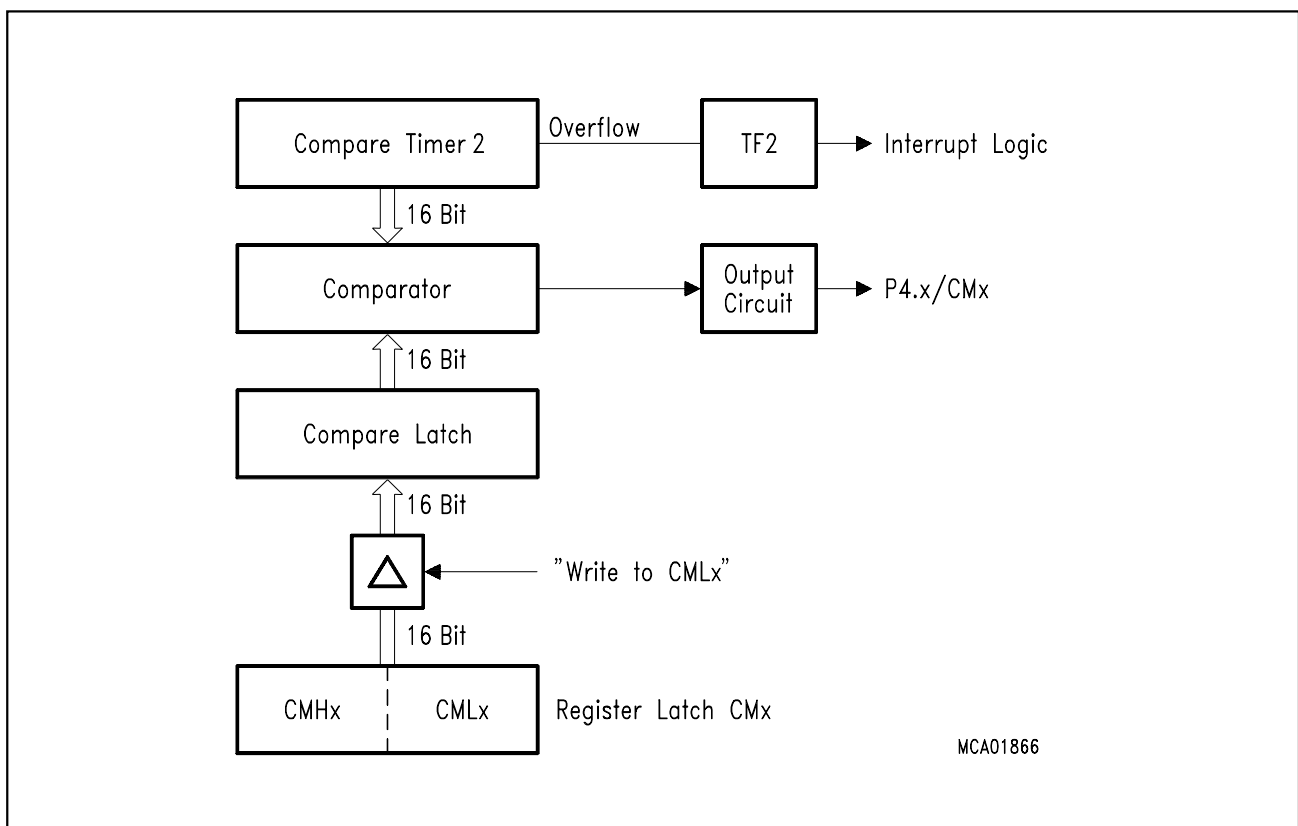 Compare Timer 2
Overflow
TF2
Interrupt Logic
16 Bit
Comparator
Output
Circuit
P4.x/CMx
16 Bit
Compare Latch
16 Bit
"Write to CMLx"
16 Bit
CMHx
CMLx
Register Latch CMx
MCA01866